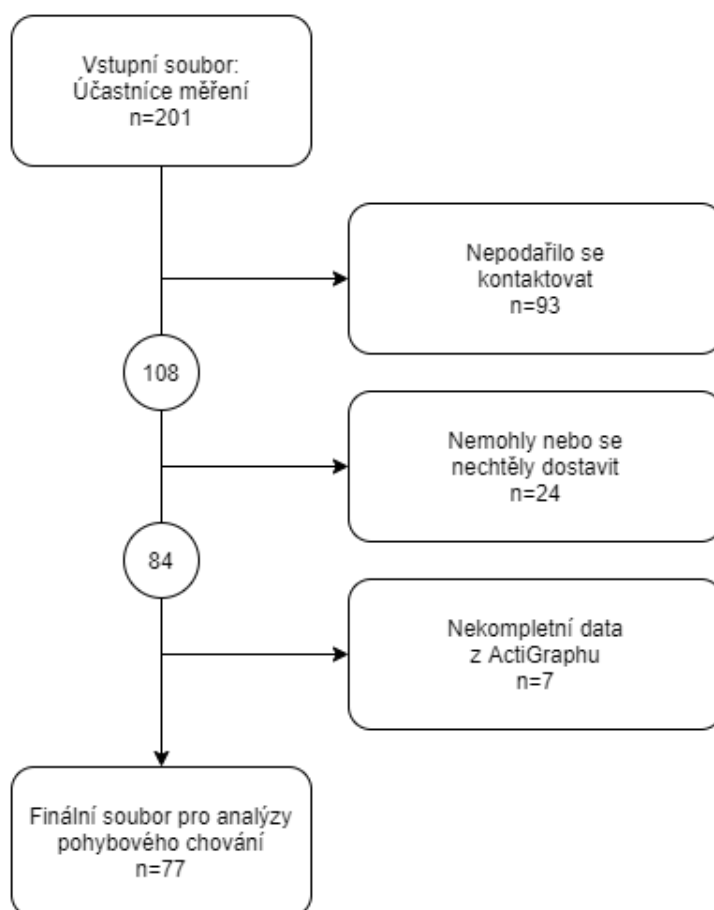 Vstupní soubor:
Účastnice měření
n=201
Nepodařilo se
kontaktovat
n=93
108
Nemohly nebo se
nechtěly dostavit
n=24
84
Nekompletní data
z ActiGraphu
n=7
Finální soubor pro analýzy
pohybového chování
n=77